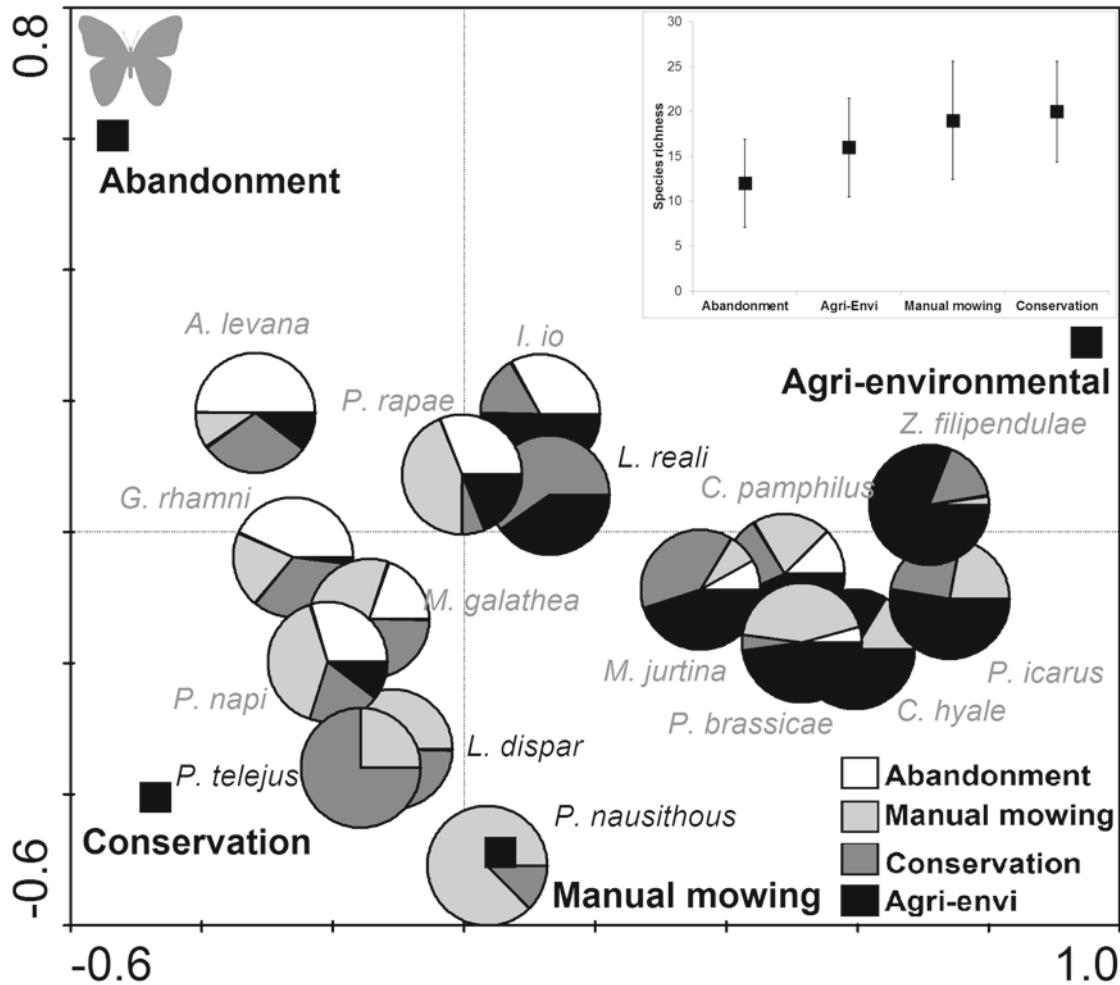 0.8
30
25
20
15
10
5
0
Species richness
Abandonment
Agri-Envi
Manual mowing
Conservation
Abandonment
A. levana
I. io
Agri-environmental
P. rapae
Z. filipendulae
L. reali
C. pamphilus
G. rhamni
M. galathea
M. jurtina
P. icarus
P. napi
P. brassicae
C. hyale
L. dispar
P. telejus
Abandonment
Manual mowing
P. nausithous
Conservation
Conservation
Manual mowing
Agri-envi
-0.6
-0.6
1.0